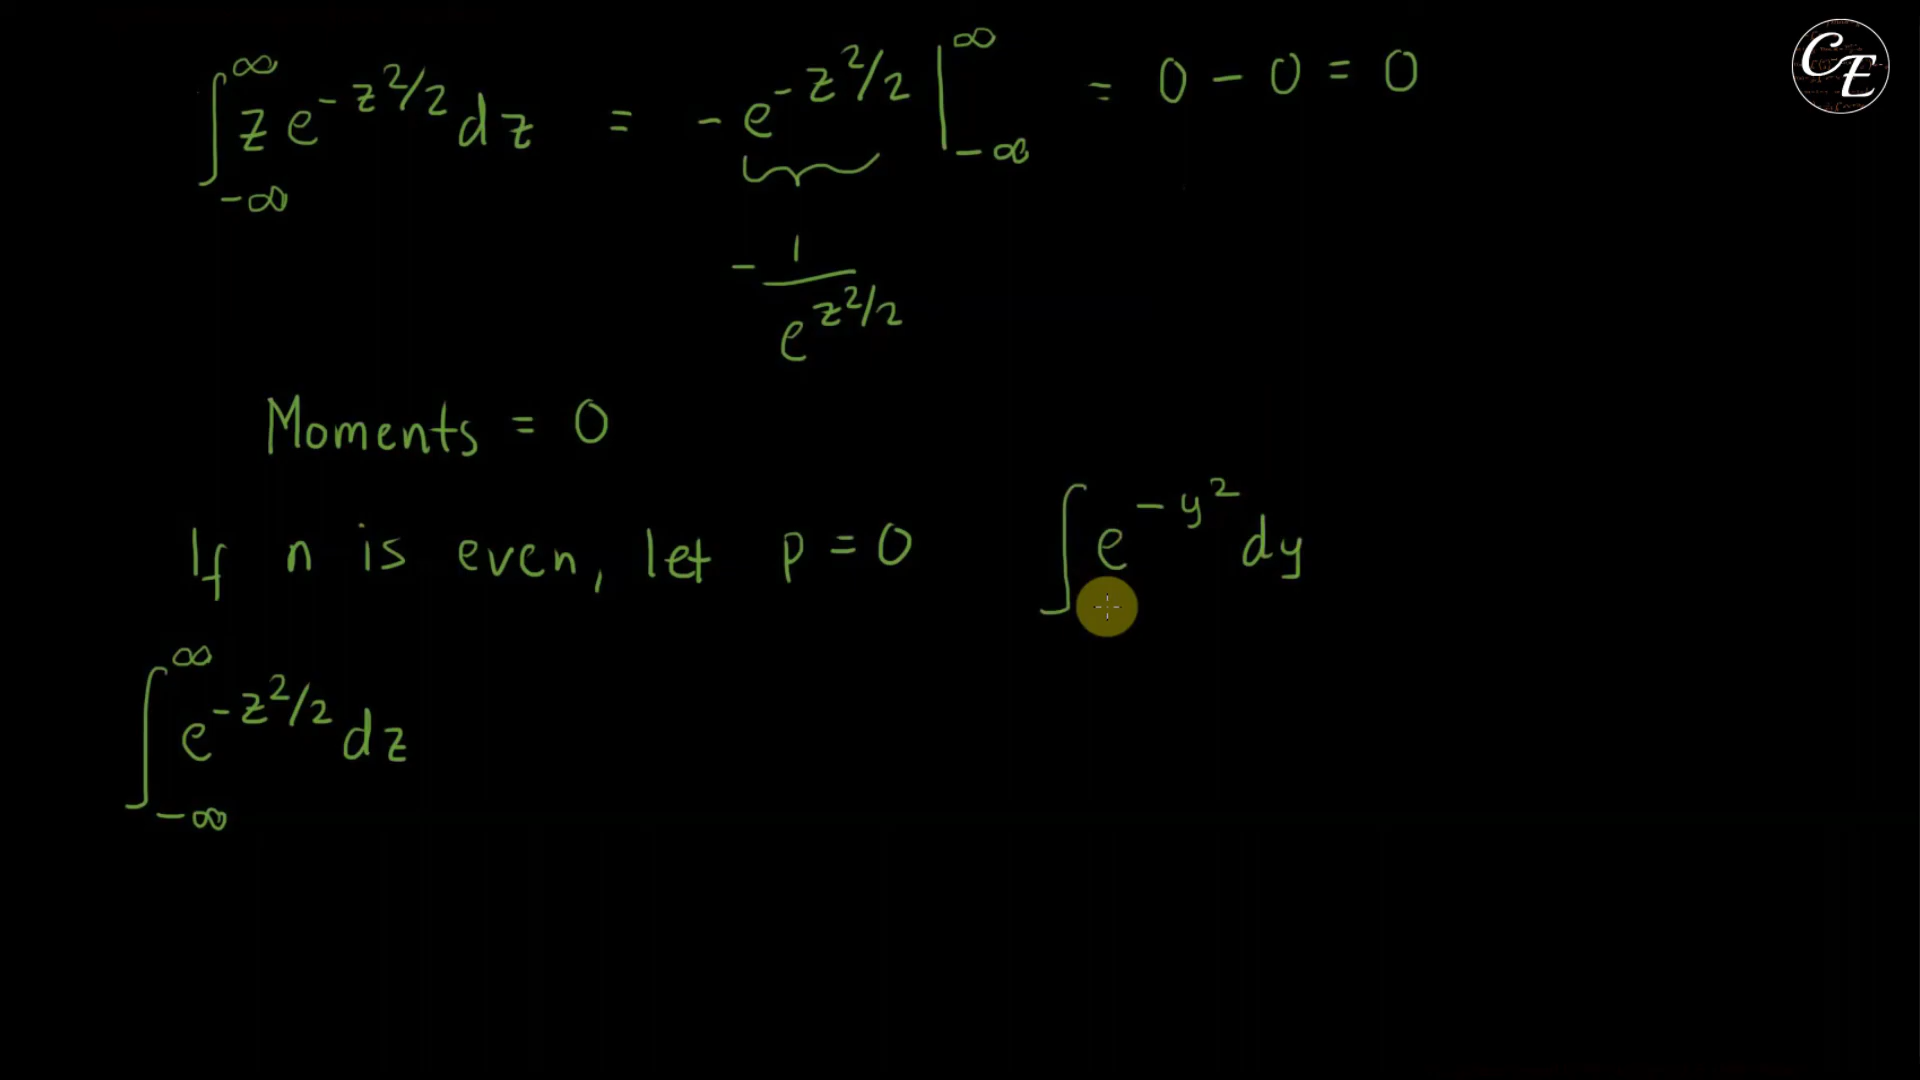 CE
∫_{-∞}^{∞} z e^{-z²/2} dz = -e^{-z²/2} |_{-∞}^{∞} = 0 - 0 = 0
- 1 / e^{z²/2}
Moments = 0
If n is even, let p = 0 ∫ e^{-y²} dy
∫_{-∞}^{∞} e^{-z²/2} dz